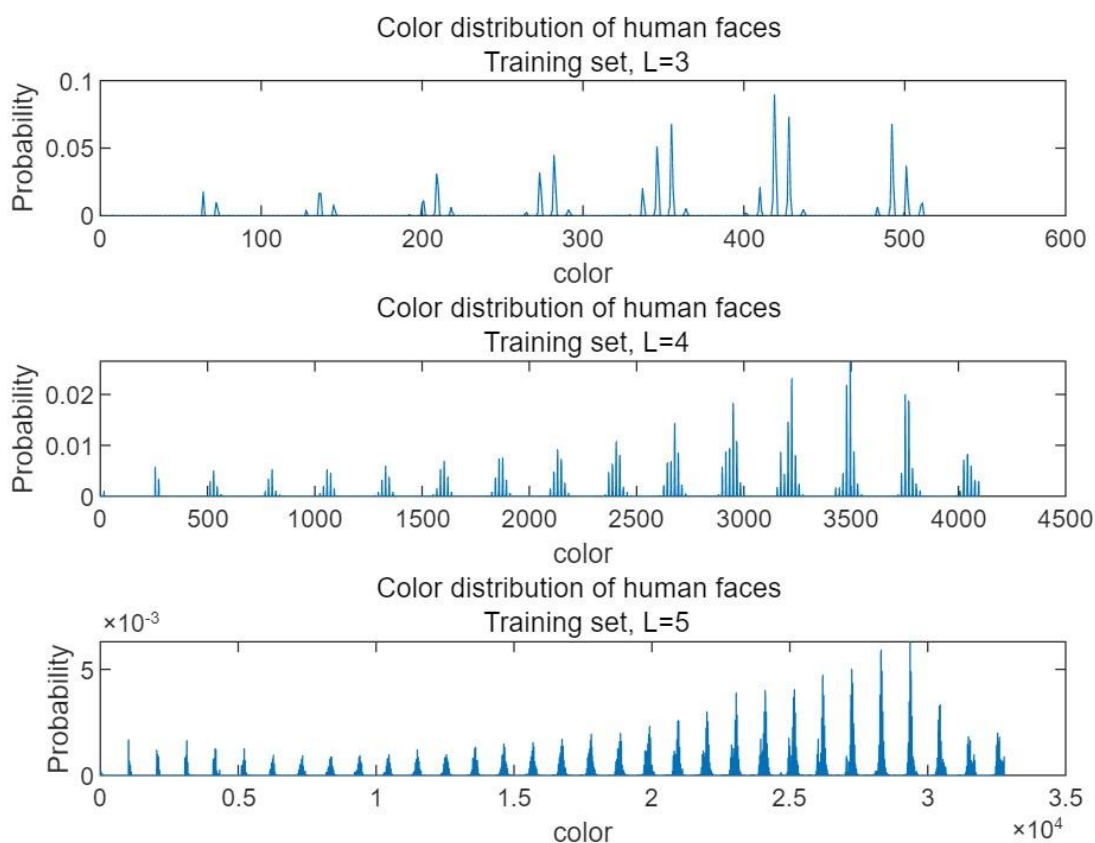 Color distribution of human faces
Training set, L=3
Probability
0.1
0.05
0
0 100 200 300 400 500 600
color
Color distribution of human faces
Training set, L=4
Probability
0.02
0.01
0
0 500 1000 1500 2000 2500 3000 3500 4000 4500
color
Color distribution of human faces
Training set, L=5
×10-3
Probability
5
0
0 0.5 1 1.5 2 2.5 3 3.5
color
×104